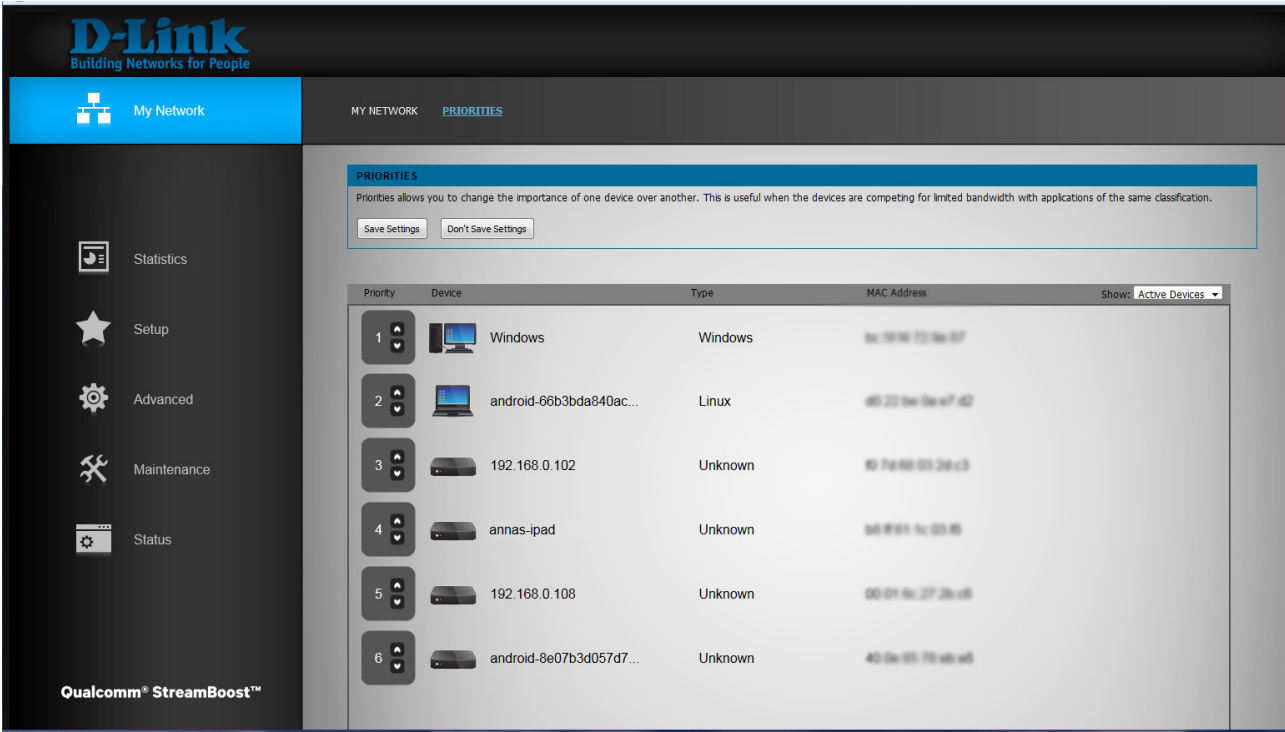 D-Link
Building Networks for People
My Network
MY NETWORK PRIORITIES
PRIORITIES
Priorities allows you to change the importance of one device over another. This is useful when the devices are competing for limited bandwidth with applications of the same classification.
Save Settings Don't Save Settings
Statistics
Setup
Advanced
Maintenance
Status
Qualcomm® StreamBoost™
Priority Device Type MAC Address Show: Active Devices
1 Windows Windows
2 android-66b3bda840ac... Linux
3 192.168.0.102 Unknown
4 annas-ipad Unknown
5 192.168.0.108 Unknown
6 android-8e07b3d057d7... Unknown